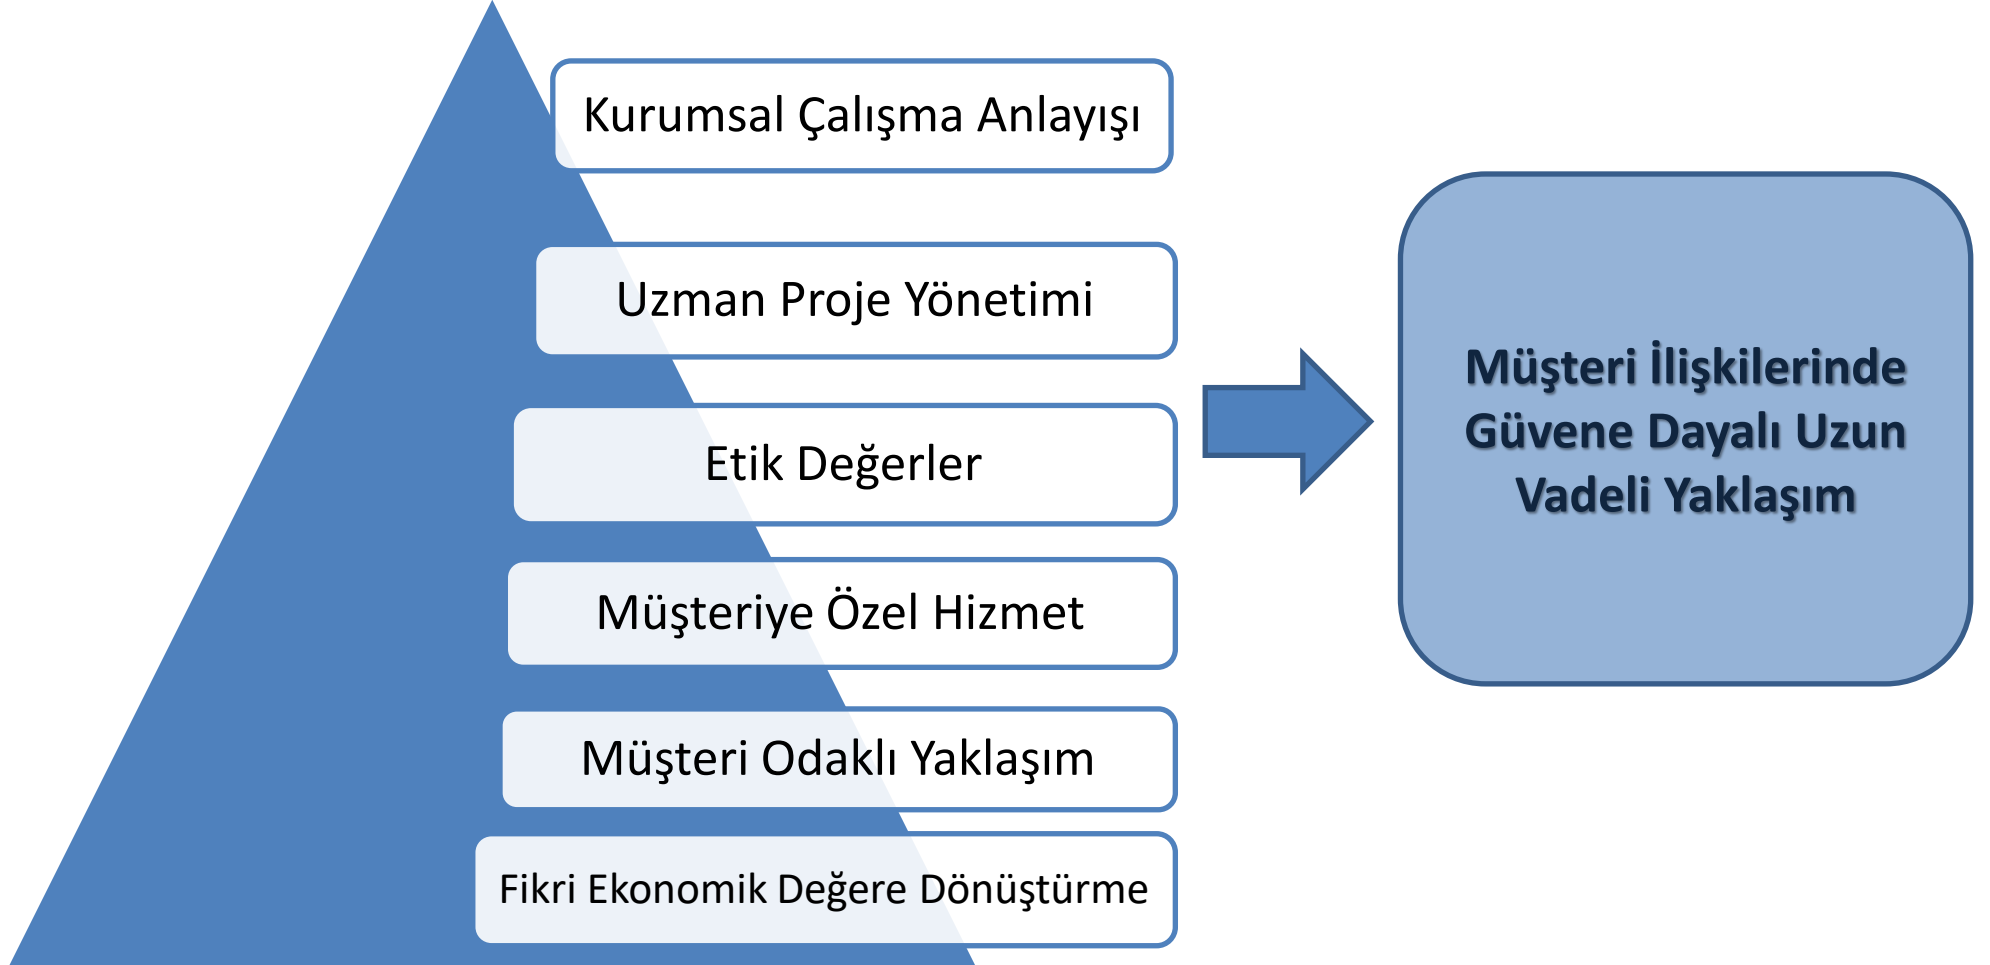 Kurumsal Çalışma Anlayışı
Uzman Proje Yönetimi
Etik Değerler
Müşteriye Özel Hizmet
Müşteri Odaklı Yaklaşım
Fikri Ekonomik Değere Dönüştürme
Müşteri İlişkilerinde
Güvene Dayalı Uzun
Vadeli Yaklaşım